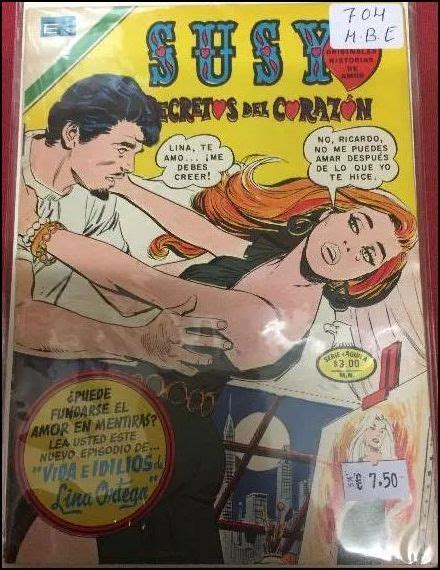 704
M.B.E
EN
SUSY
ORIGINALES
HISTORIAS
DE
AMOR
SECRETOS DEL CORAZÓN
LINA, TE
AMO... ¡ME
DEBES
CREER!
NO, RICARDO,
NO ME PUEDES
AMAR DESPUÉS
DE LO QUE YO
TE HICE.
SERIE AGUILA
$3.00
M.N.
¿PUEDE
FUNDARSE EL
AMOR EN MENTIRAS?
LEA USTED ESTE
NUEVO EPISODIO DE...
"VIDA E IDILIOS de
Lina Ortega"
7.50